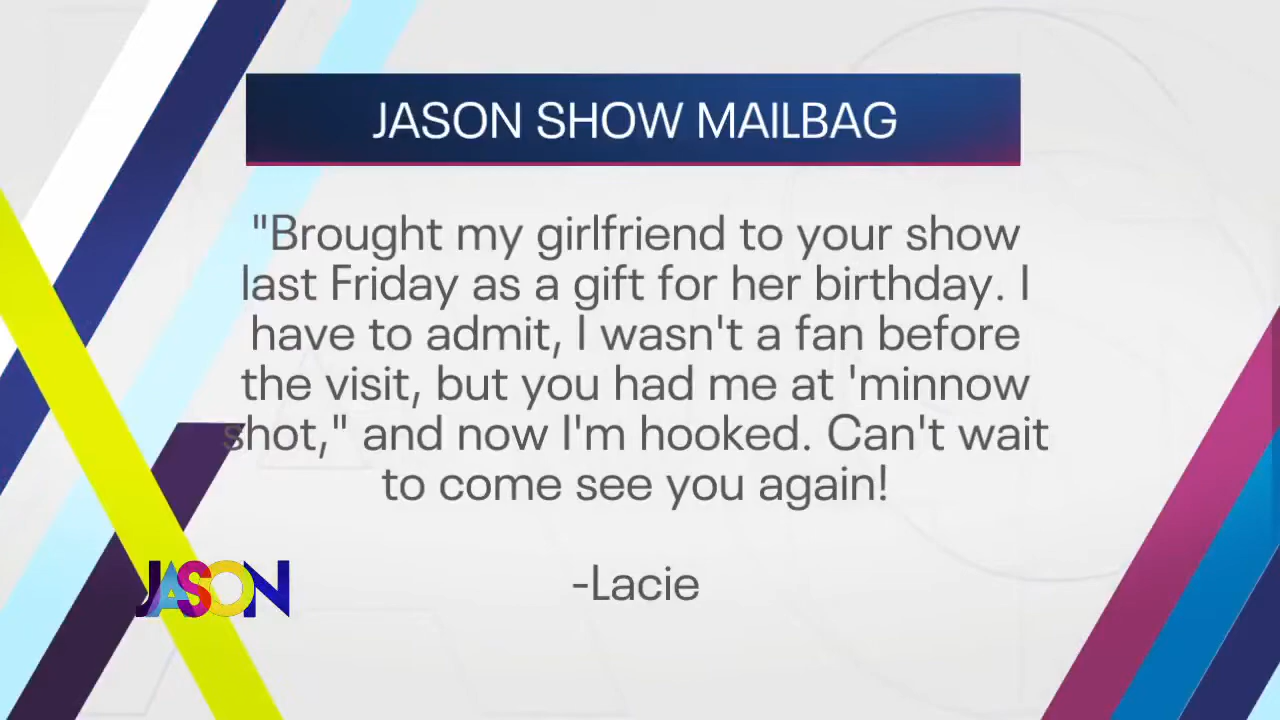 JASON SHOW MAILBAG
"Brought my girlfriend to your show
last Friday as a gift for her birthday. I
have to admit, I wasn't a fan before
the visit, but you had me at 'minnow
shot," and now I'm hooked. Can't wait
to come see you again!
-Lacie
JASON